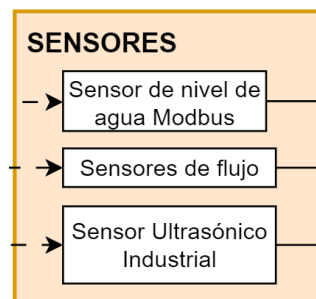 SENSORES
Sensor de nivel de
agua Modbus
Sensores de flujo
Sensor Ultrasónico
Industrial